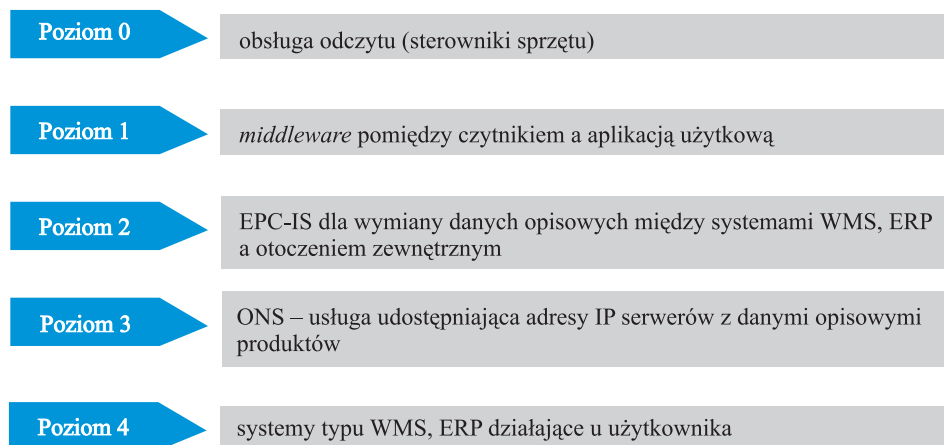 Poziom 0
obsługa odczytu (sterowniki sprzętu)
Poziom 1
middleware pomiędzy czytnikiem a aplikacją użytkową
Poziom 2
EPC-IS dla wymiany danych opisowych między systemami WMS, ERP
a otoczeniem zewnętrznym
Poziom 3
ONS – usługa udostępniająca adresy IP serwerów z danymi opisowymi
produktów
Poziom 4
systemy typu WMS, ERP działające u użytkownika